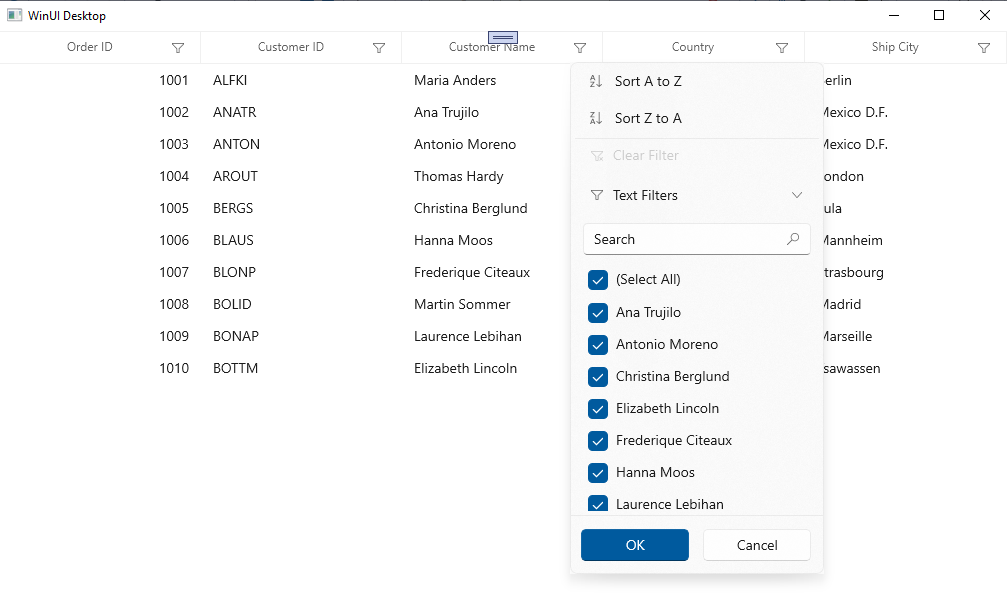 WinUI Desktop
Order ID Customer ID Customer Name Country Ship City
1001 ALFKI Maria Anders erlin
1002 ANATR Ana Trujilo Mexico D.F.
1003 ANTON Antonio Moreno Mexico D.F.
1004 AROUT Thomas Hardy ondon
1005 BERGS Christina Berglund ula
1006 BLAUS Hanna Moos Mannheim
1007 BLONP Frederique Citeaux trasbourg
1008 BOLID Martin Sommer Madrid
1009 BONAP Laurence Lebihan Marseille
1010 BOTTM Elizabeth Lincoln sawassen
Sort A to Z
Sort Z to A
Clear Filter
Text Filters
Search
(Select All)
Ana Trujilo
Antonio Moreno
Christina Berglund
Elizabeth Lincoln
Frederique Citeaux
Hanna Moos
Laurence Lebihan
OK Cancel